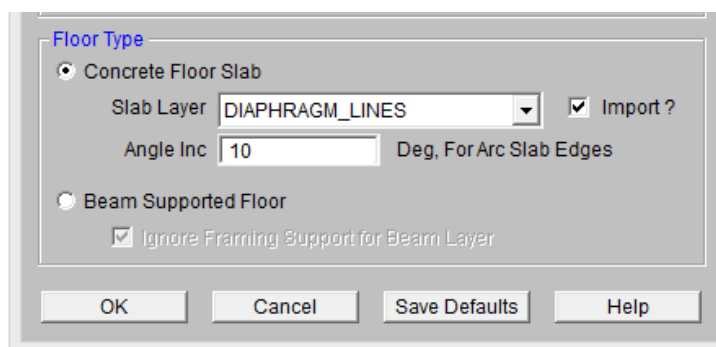 Floor Type
Concrete Floor Slab
Slab Layer DIAPHRAGM_LINES Import ?
Angle Inc 10 Deg, For Arc Slab Edges
Beam Supported Floor
Ignore Framing Support for Beam Layer
OK Cancel Save Defaults Help